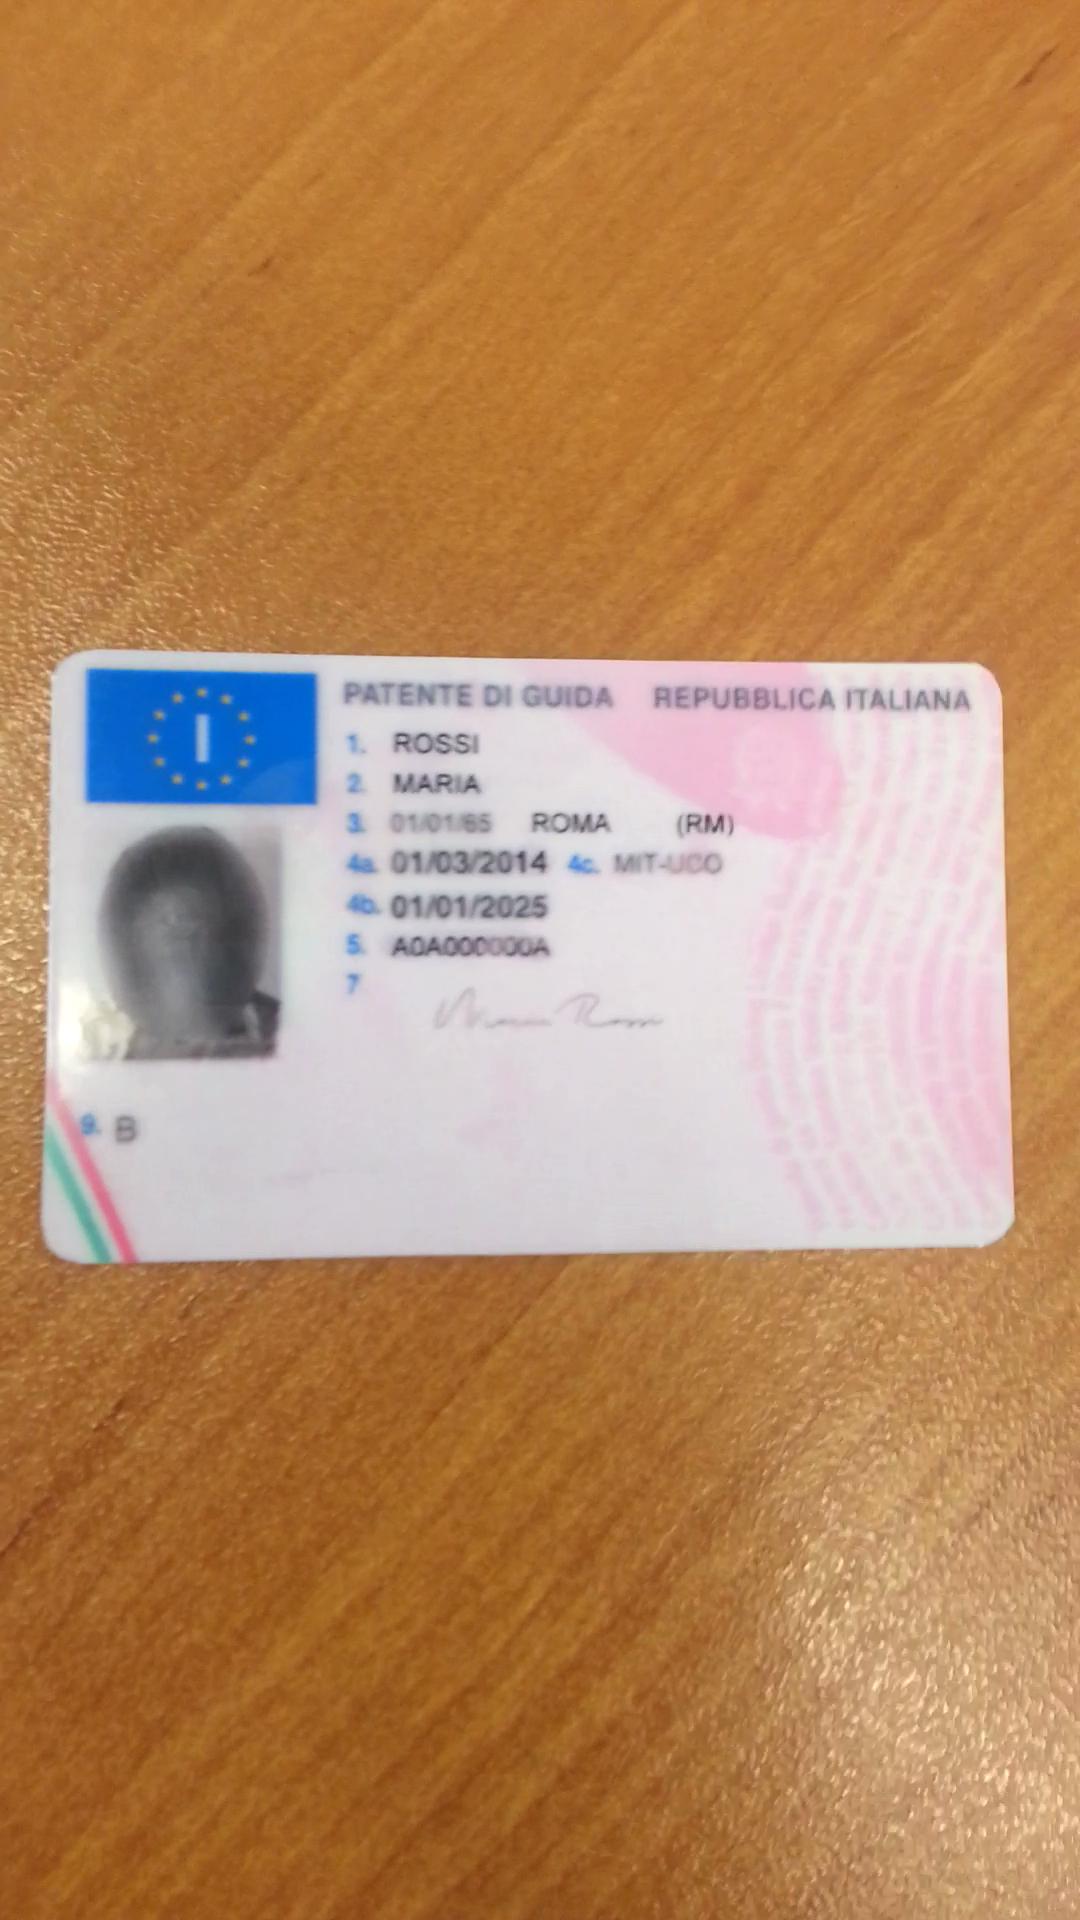 I
PATENTE DI GUIDA REPUBBLICA ITALIANA
1. ROSSI
2. MARIA
3. 01/01/65 ROMA (RM)
4a. 01/03/2014 4c. MIT-UCO
4b. 01/01/2025
5. A0A000000A
7
Maria Rossi
9. B